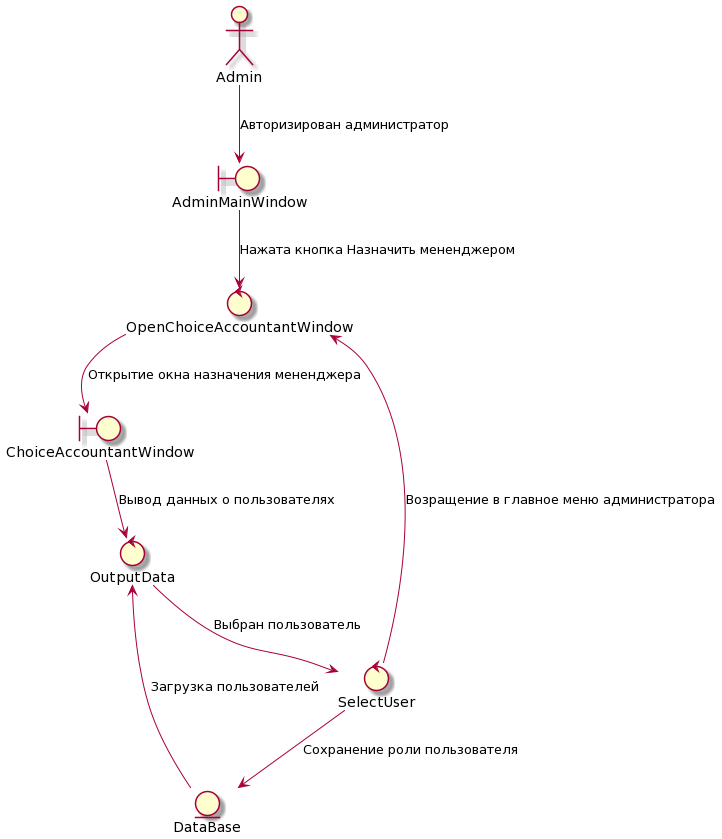 Admin
Авторизирован администратор
AdminMainWindow
Нажата кнопка Назначить мененджером
OpenChoiceAccountantWindow
Открытие окна назначения мененджера
ChoiceAccountantWindow
Вывод данных о пользователях
Возращение в главное меню администратора
OutputData
Выбран пользователь
Загрузка пользователей
SelectUser
Сохранение роли пользователя
DataBase